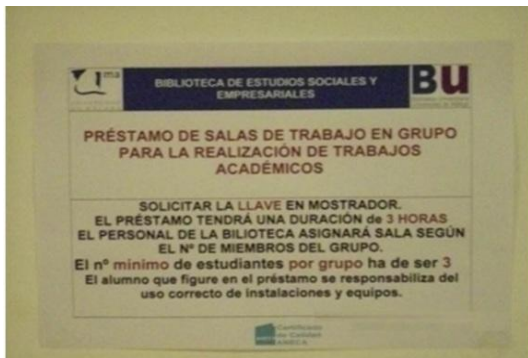 uma
BIBLIOTECA DE ESTUDIOS SOCIALES Y
EMPRESARIALES
Bu
PRÉSTAMO DE SALAS DE TRABAJO EN GRUPO
PARA LA REALIZACIÓN DE TRABAJOS
ACADÉMICOS
SOLICITAR LA LLAVE EN MOSTRADOR.
EL PRÉSTAMO TENDRÁ UNA DURACIÓN de 3 HORAS
EL PERSONAL DE LA BILIOTECA ASIGNARÁ SALA SEGÚN
EL Nº DE MIEMBROS DEL GRUPO.
El nº mínimo de estudiantes por grupo ha de ser 3
El alumno que figure en el préstamo se responsabiliza del
uso correcto de instalaciones y equipos.
Certificado
de Calidad
ANECA